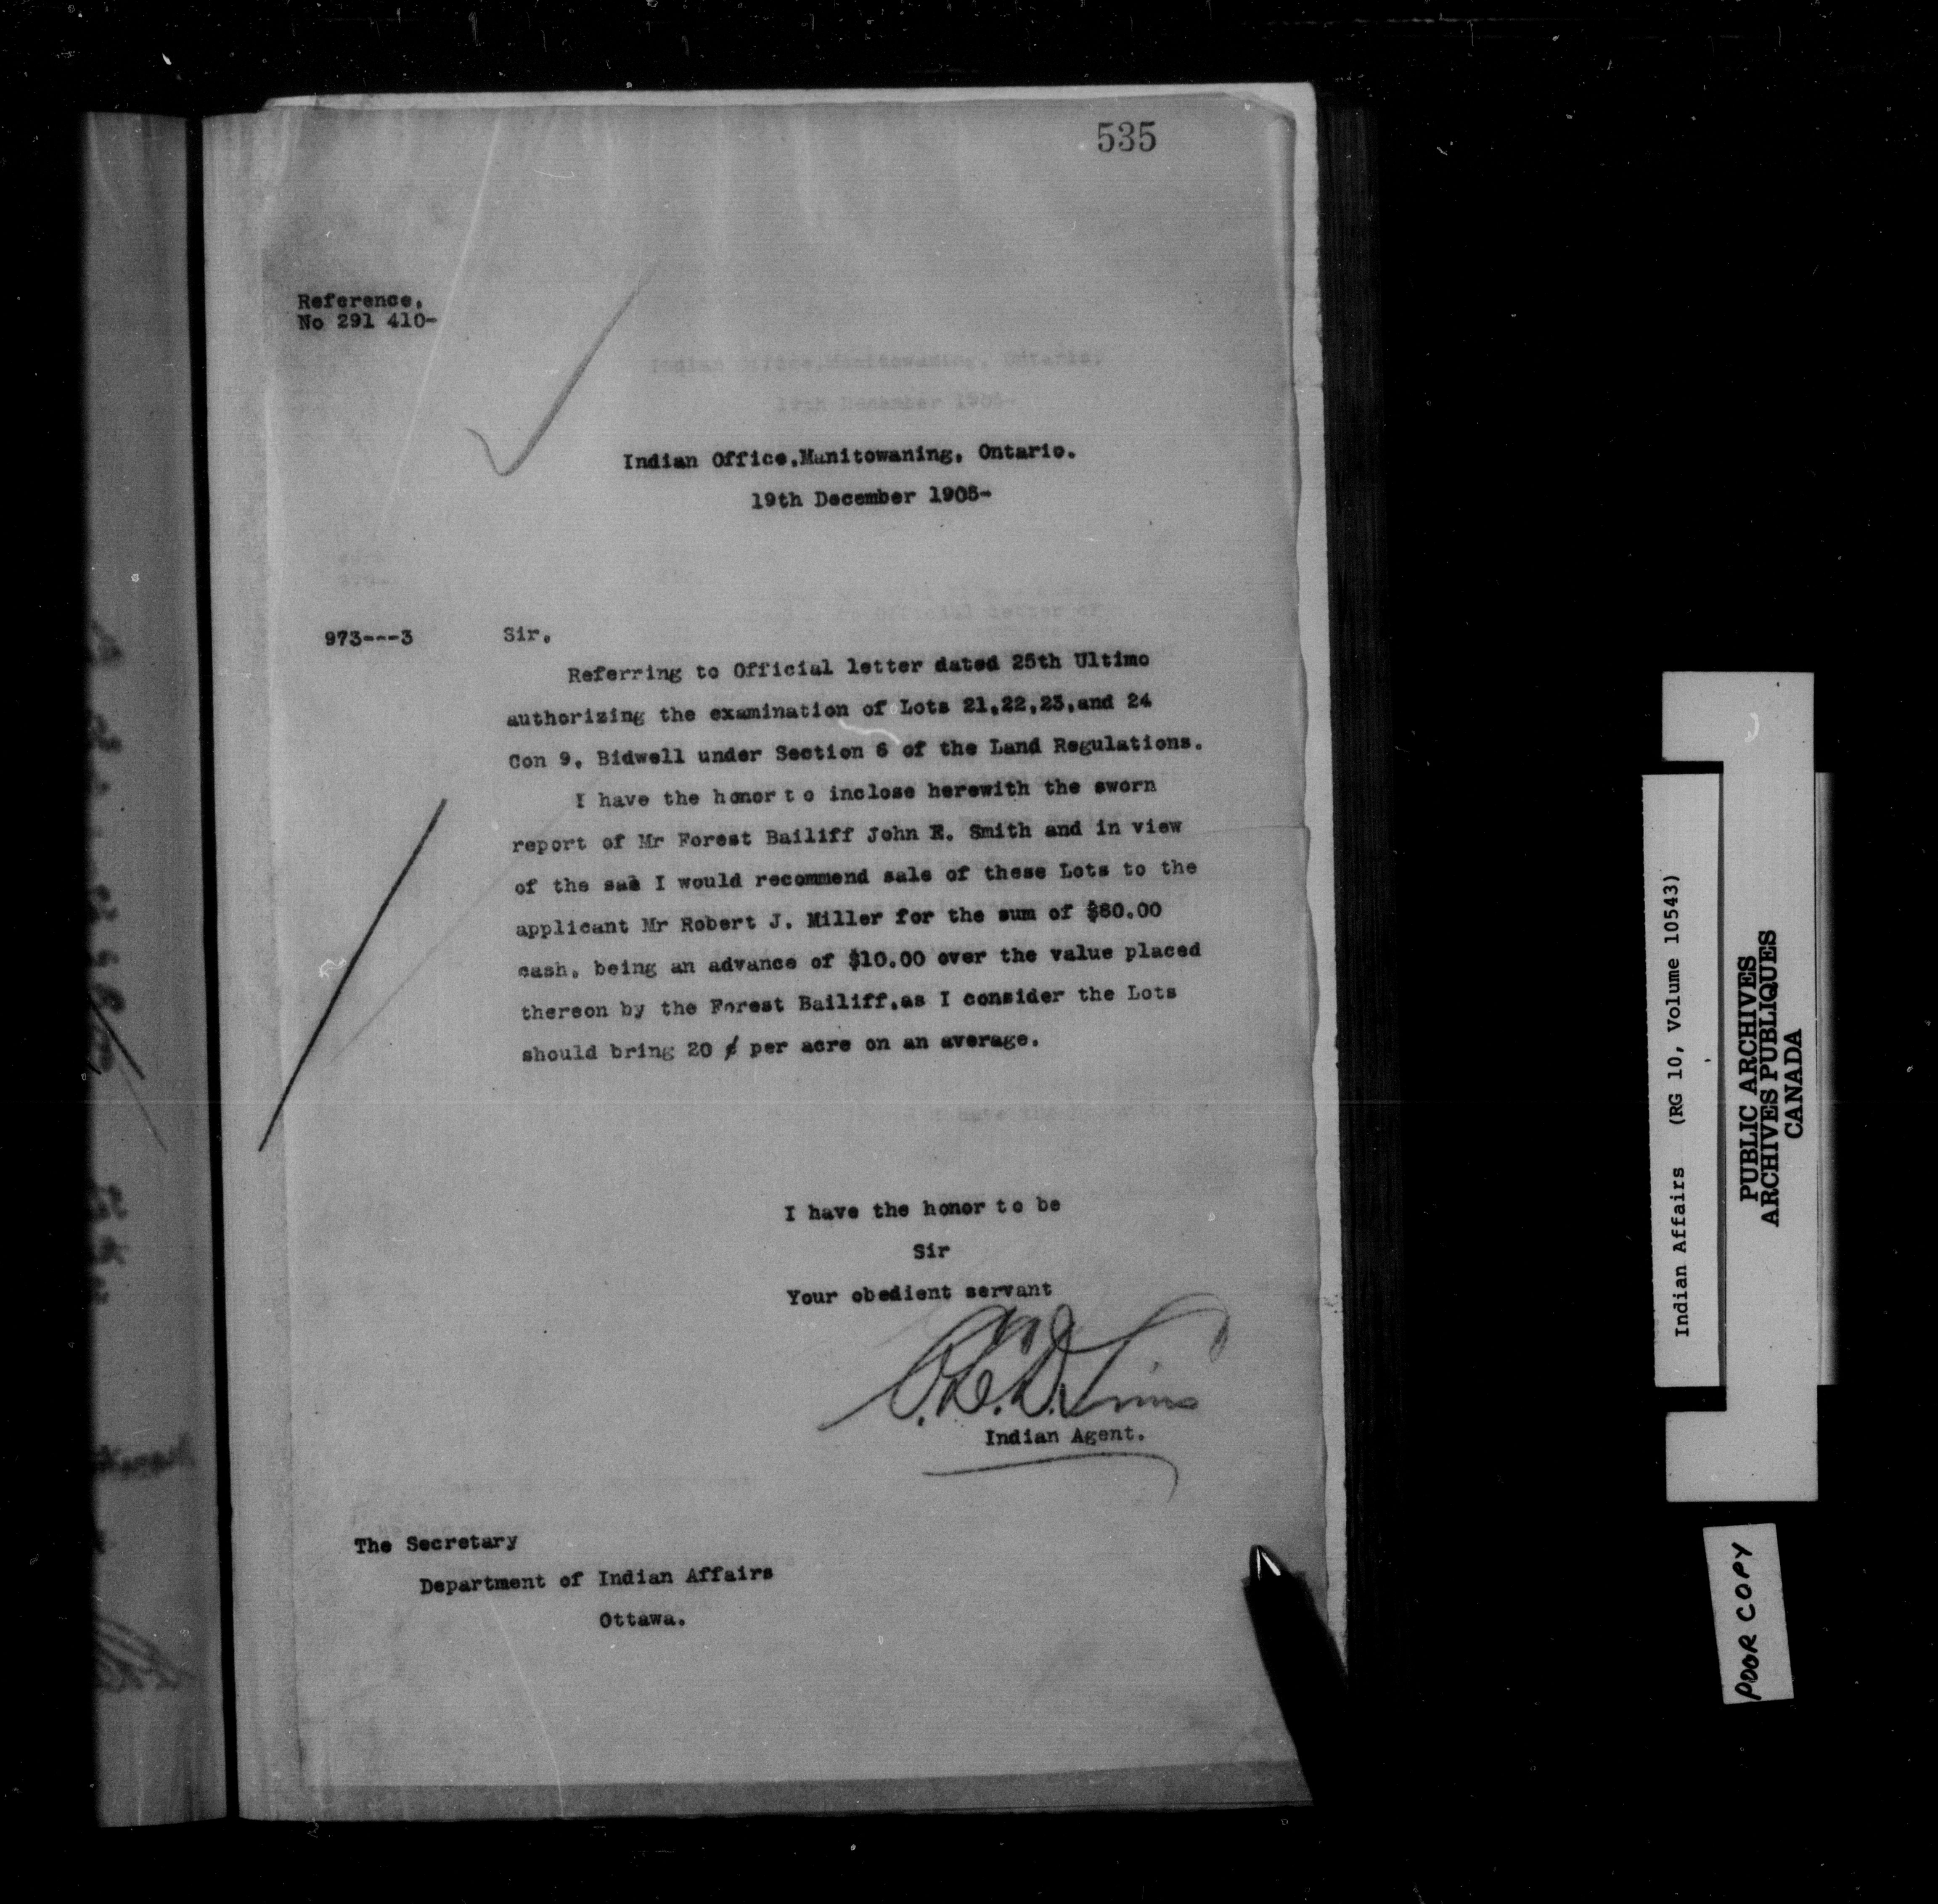 535
Reference.
No 291 410-
Indian Office,Manitowaning, Ontario.
19th December 1905-
973---3
Sir,
Referring to Official letter dated 25th Ultimo
authorizing the examination of Lots 21,22,23,and 24
Con 9, Bidwell under Section 6 of the Land Regulations.
I have the honor to inclose herewith the sworn
report of Mr Forest Bailiff John E. Smith and in view
of the I would recommend sale of these Lots to the
applicant Mr Robert J. Miller for the sum of $80.00
cash, being an advance of $10.00 over the value placed
thereon by the Forest Bailiff,as I consider the Lots
should bring 20 ¢ per acre on an average.
I have the honor to be
Sir
Your obedient servant
Sims
Indian Agent.
The Secretary
Department of Indian Affairs
Ottawa.
Indian Affairs (RG 10, Volume 10543)
PUBLIC ARCHIVES
ARCHIVES PUBLIQUES
CANADA
POOR COPY